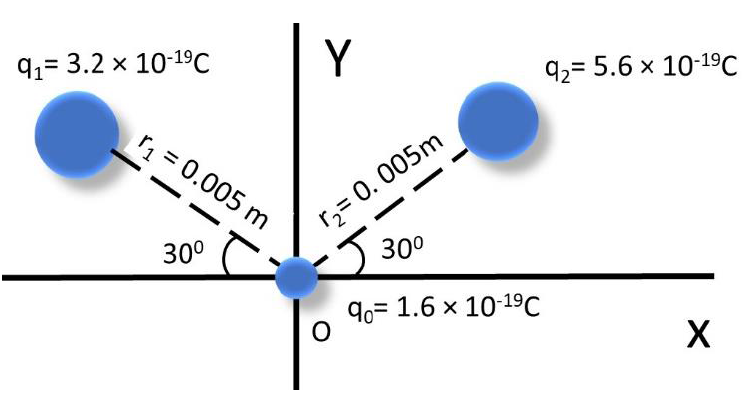 Y
q₁= 3.2 × 10⁻¹⁹C
q₂= 5.6 × 10⁻¹⁹C
r₁ = 0.005 m
r₂= 0. 005m
30⁰
30⁰
q₀= 1.6 × 10⁻¹⁹C
O
X